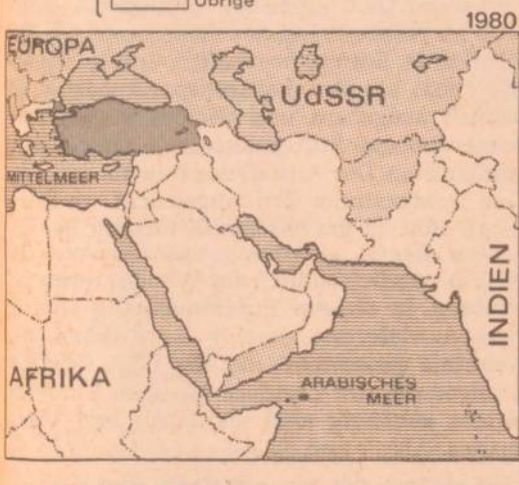 Übrige
1980
EUROPA
UdSSR
MITTELMEER
INDIEN
AFRIKA
ARABISCHES
MEER